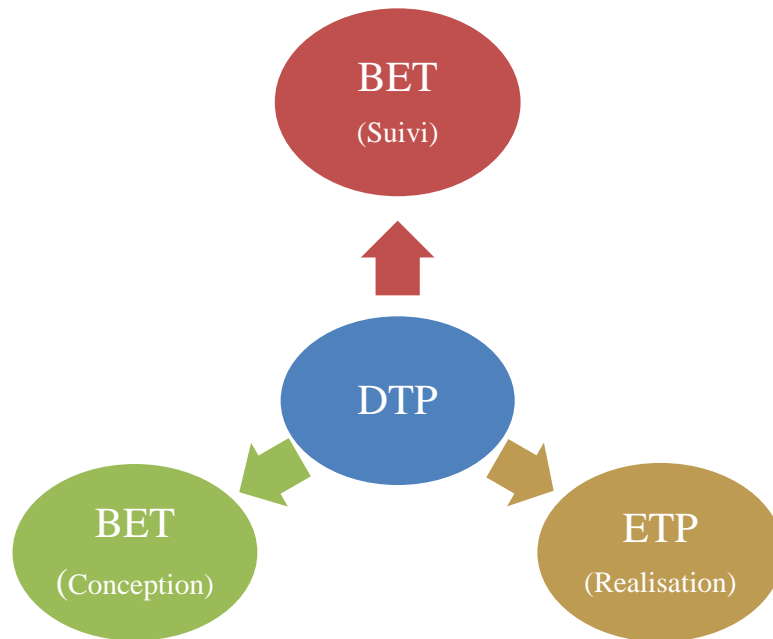 BET
(Suivi)
DTP
BET
(Conception)
ETP
(Realisation)